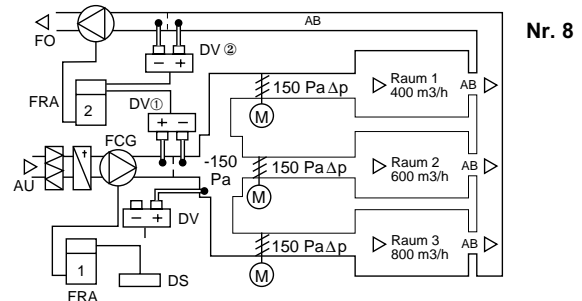 AB
Nr. 8
FO
DV ②
− +
FRA
2
DV①
+ −
150 Pa Δp
M
Raum 1
400 m3/h
AB
FCG
AU
-150
Pa
150 Pa Δp
M
Raum 2
600 m3/h
AB
− +
DV
1
FRA
DS
150 Pa Δp
M
Raum 3
800 m3/h
AB